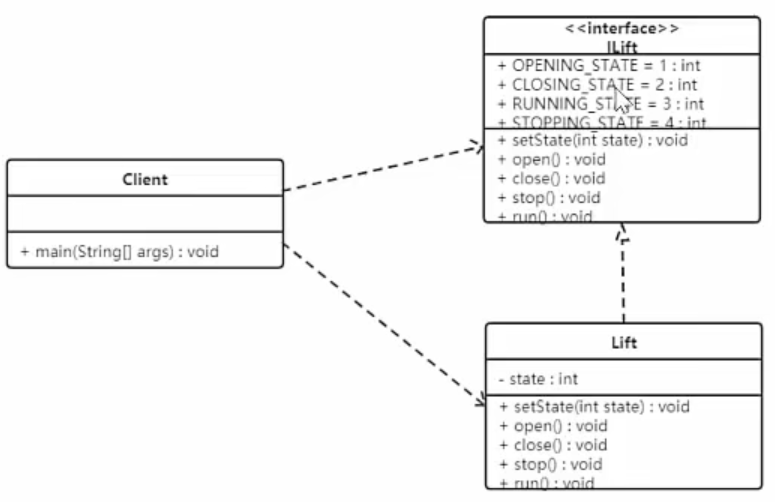 <<interface>>
ILift
+ OPENING_STATE = 1 : int
+ CLOSING_STATE = 2 : int
+ RUNNING_STATE = 3 : int
+ STOPPING_STATE = 4 : int
+ setState(int state) : void
+ open() : void
+ close() : void
+ stop() : void
+ run() : void
Client
+ main(String[] args) : void
Lift
- state : int
+ setState(int state) : void
+ open() : void
+ close() : void
+ stop() : void
+ run() : void